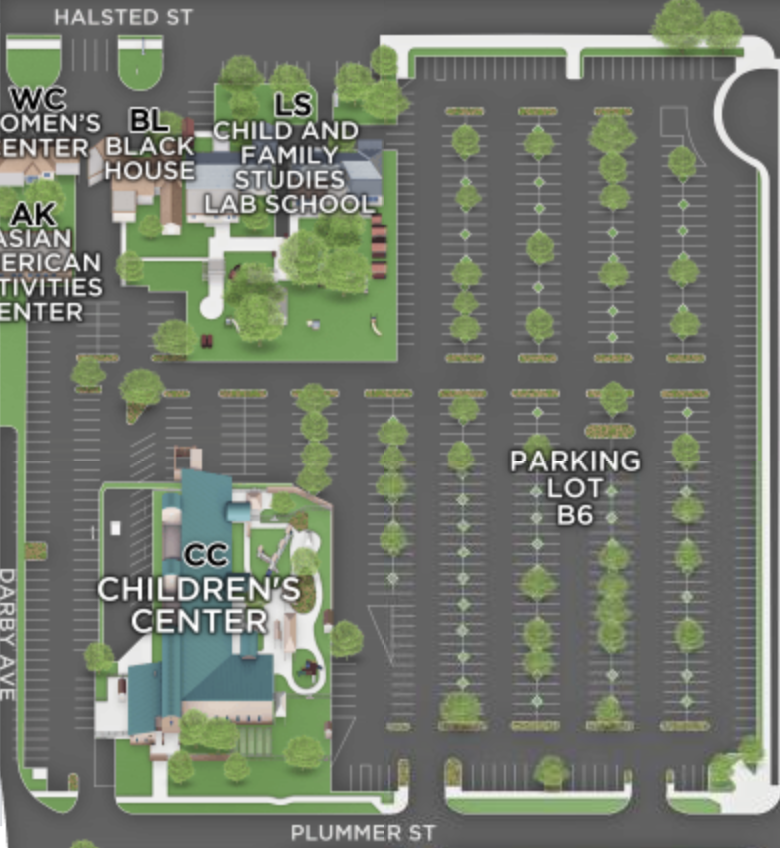 HALSTED ST
WC
OMEN'S
ENTER
BL
BLACK
HOUSE
LS
CHILD AND
FAMILY
STUDIES
LAB SCHOOL
AK
ASIAN
ERICAN
TIVITIES
ENTER
PARKING
LOT
B6
CC
CHILDREN'S
CENTER
DARBY AVE
PLUMMER ST